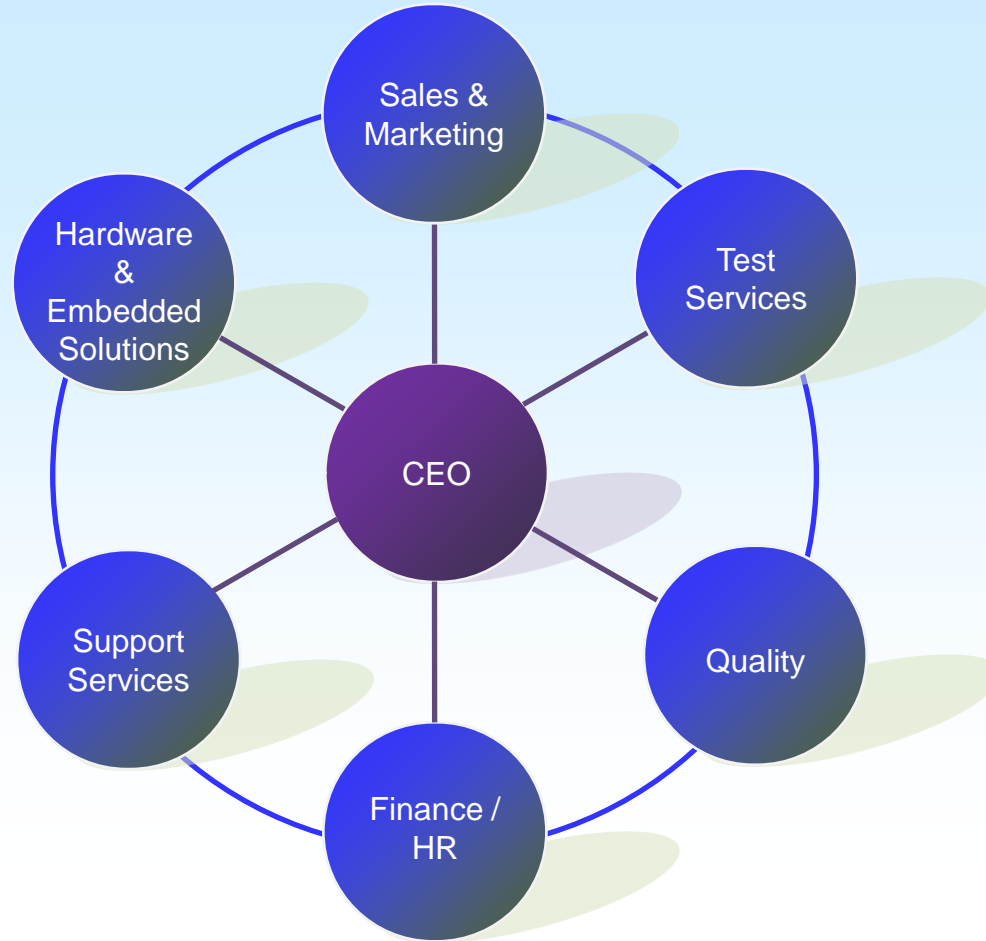 Sales &
Marketing
Hardware
&
Embedded
Solutions
Test
Services
CEO
Support
Services
Quality
Finance /
HR